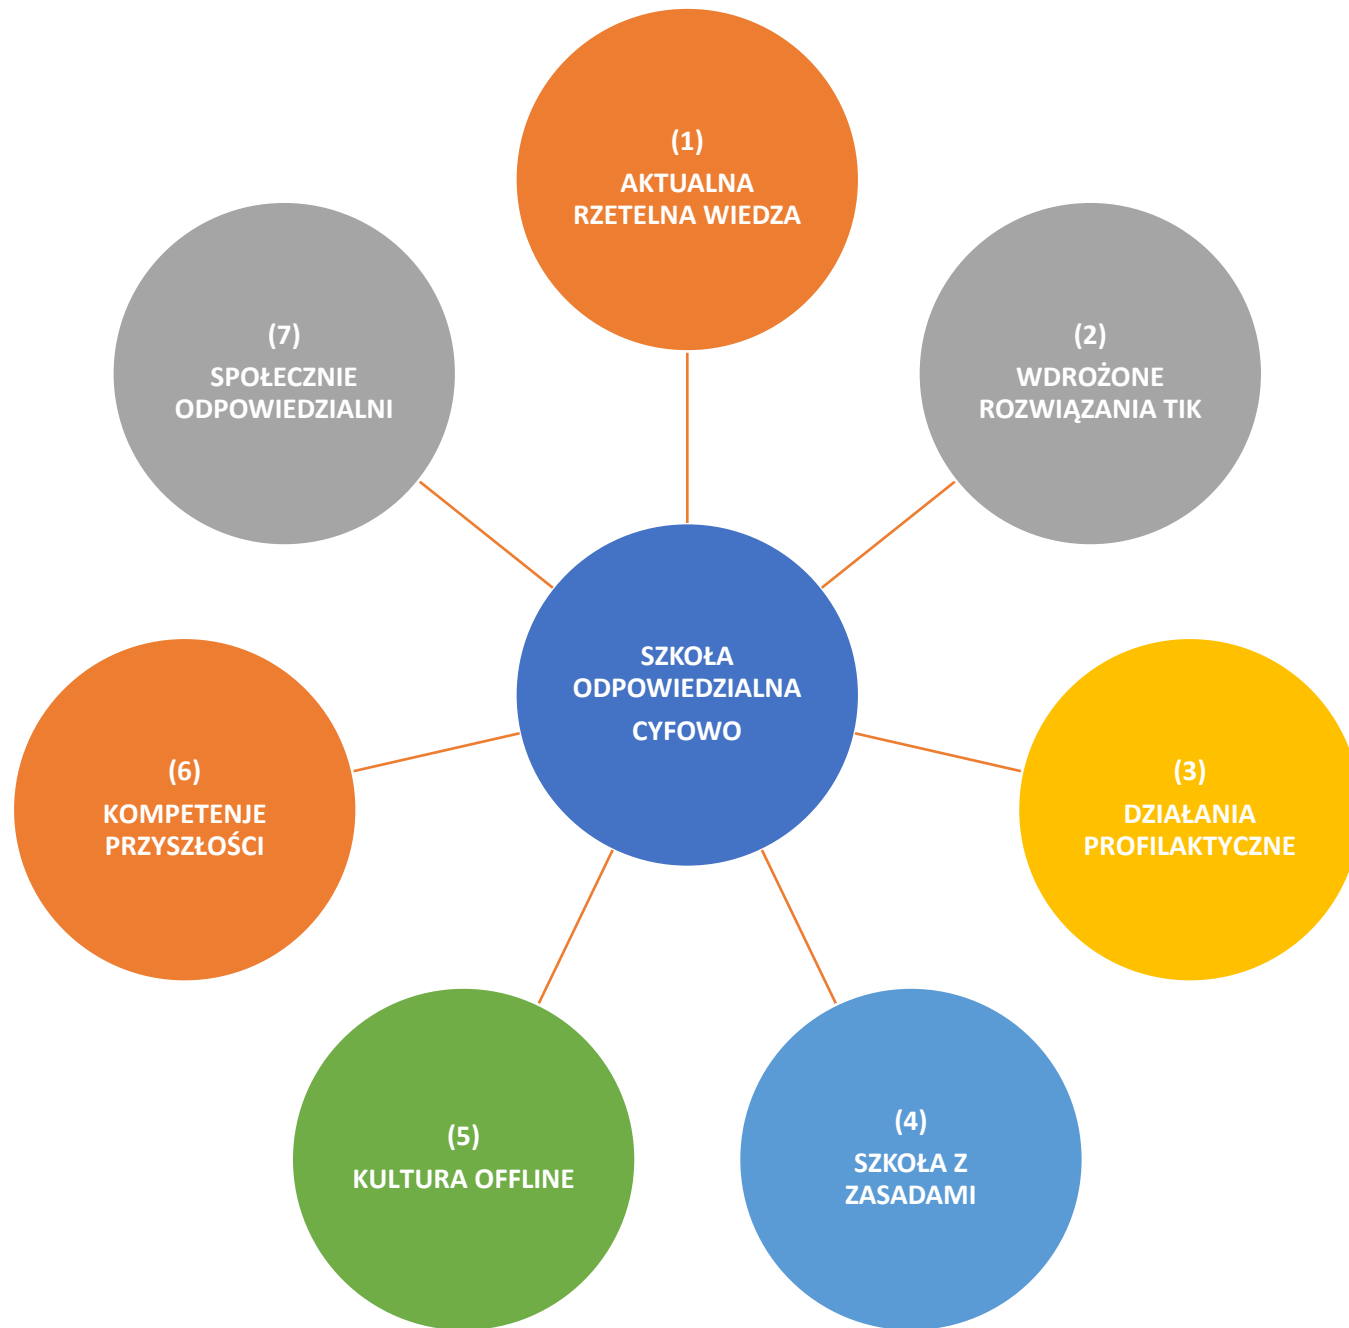 (1)
AKTUALNA
RZETELNA WIEDZA
(2)
WDROŻONE
ROZWIĄZANIA TIK
(3)
DZIAŁANIA
PROFILAKTYCZNE
(4)
SZKOŁA Z
ZASADAMI
(5)
KULTURA OFFLINE
(6)
KOMPETENJE
PRZYSZŁOŚCI
(7)
SPOŁECZNIE
ODPOWIEDZIALNI
SZKOŁA
ODPOWIEDZIALNA
CYFOWO